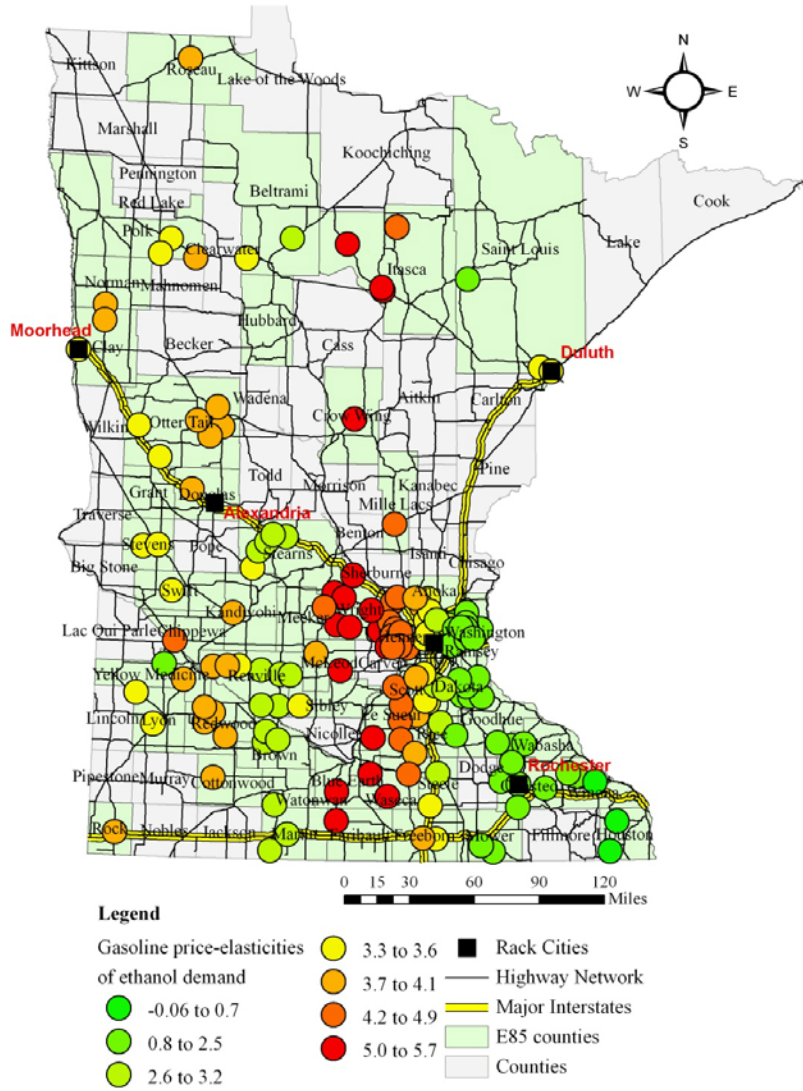 N
W E
S
Kittson
Roseau
Lake of the Woods
Marshall
Koochiching
Pennington
Beltrami
Red Lake
Cook
Polk
Saint Louis
Lake
Clearwater
Itasca
Norman
Mahnomen
Moorhead
Hubbard
Clay
Becker
Cass
Duluth
Wadena
Aitkin
Carlton
Crow Wing
Wilkin
Otter Tail
Pine
Todd
Morrison
Kanabec
Grant
Douglas
Mille Lacs
Traverse
Alexandria
Benton
Stevens
Pope
Stearns
Isanti
Chisago
Big Stone
Sherburne
Swift
Anoka
Kandiyohi
Meeker
Wright
Lac Qui Parle
Chippewa
Washington
Ramsey
McLeod
Carver
Yellow Medicine
Renville
Scott
Dakota
Lincoln
Lyon
Sibley
Redwood
Le Sueur
Nicollet
Rice
Goodhue
Brown
Wabasha
Rochester
Dodge
Pipestone
Murray
Cottonwood
Blue Earth
Steele
Olmsted
Winona
Watonwan
Waseca
Rock
Nobles
Jackson
Martin
Faribault
Freeborn
Mower
Fillmore
Houston
0 15 30 60 90 120
Miles
Legend
Gasoline price-elasticities
of ethanol demand
-0.06 to 0.7
0.8 to 2.5
2.6 to 3.2
3.3 to 3.6
3.7 to 4.1
4.2 to 4.9
5.0 to 5.7
Rack Cities
Highway Network
Major Interstates
E85 counties
Counties